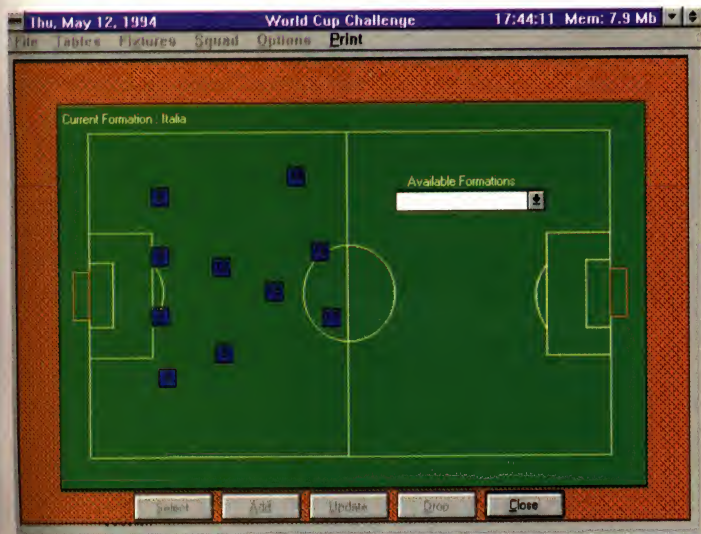 Thu, May 12, 1994 World Cup Challenge 17:44:11 Mem: 7.9 Mb
File Tables Fixtures Squad Options Print
Current Formation : Italia
Available Formations
Select Add Update Drop Close